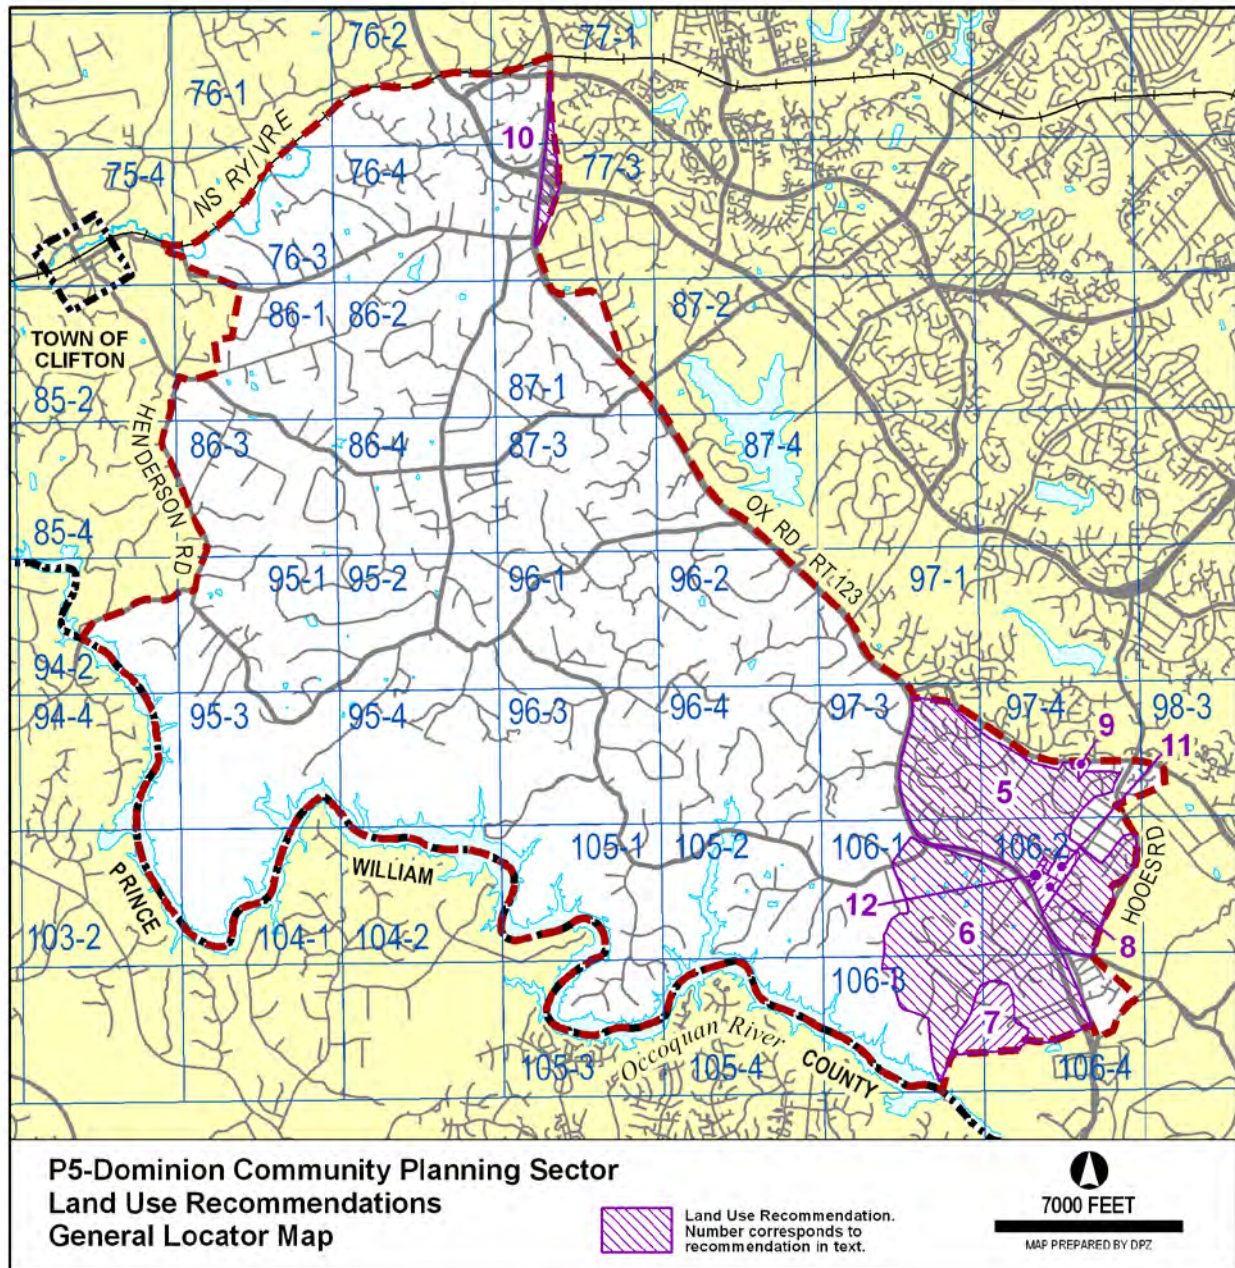 76-2
77-1
76-1
10
75-4
76-4
77-3
NS RY/VRE
76-3
86-1
86-2
87-2
TOWN OF
CLIFTON
85-2
87-1
HENDERSON RD
86-3
86-4
87-3
87-4
85-4
OX RD / RT.123
95-1
95-2
96-1
96-2
97-1
94-2
94-4
95-3
95-4
96-3
96-4
97-3
97-4
98-3
9
11
5
105-1
105-2
106-1
106-2
HOOES RD
PRINCE
WILLIAM
12
103-2
104-1
104-2
6
8
106-3
7
105-3
Occoquan River
105-4
COUNTY
106-4
P5-Dominion Community Planning Sector
Land Use Recommendations
General Locator Map
Land Use Recommendation.
Number corresponds to
recommendation in text.
7000 FEET
MAP PREPARED BY DPZ